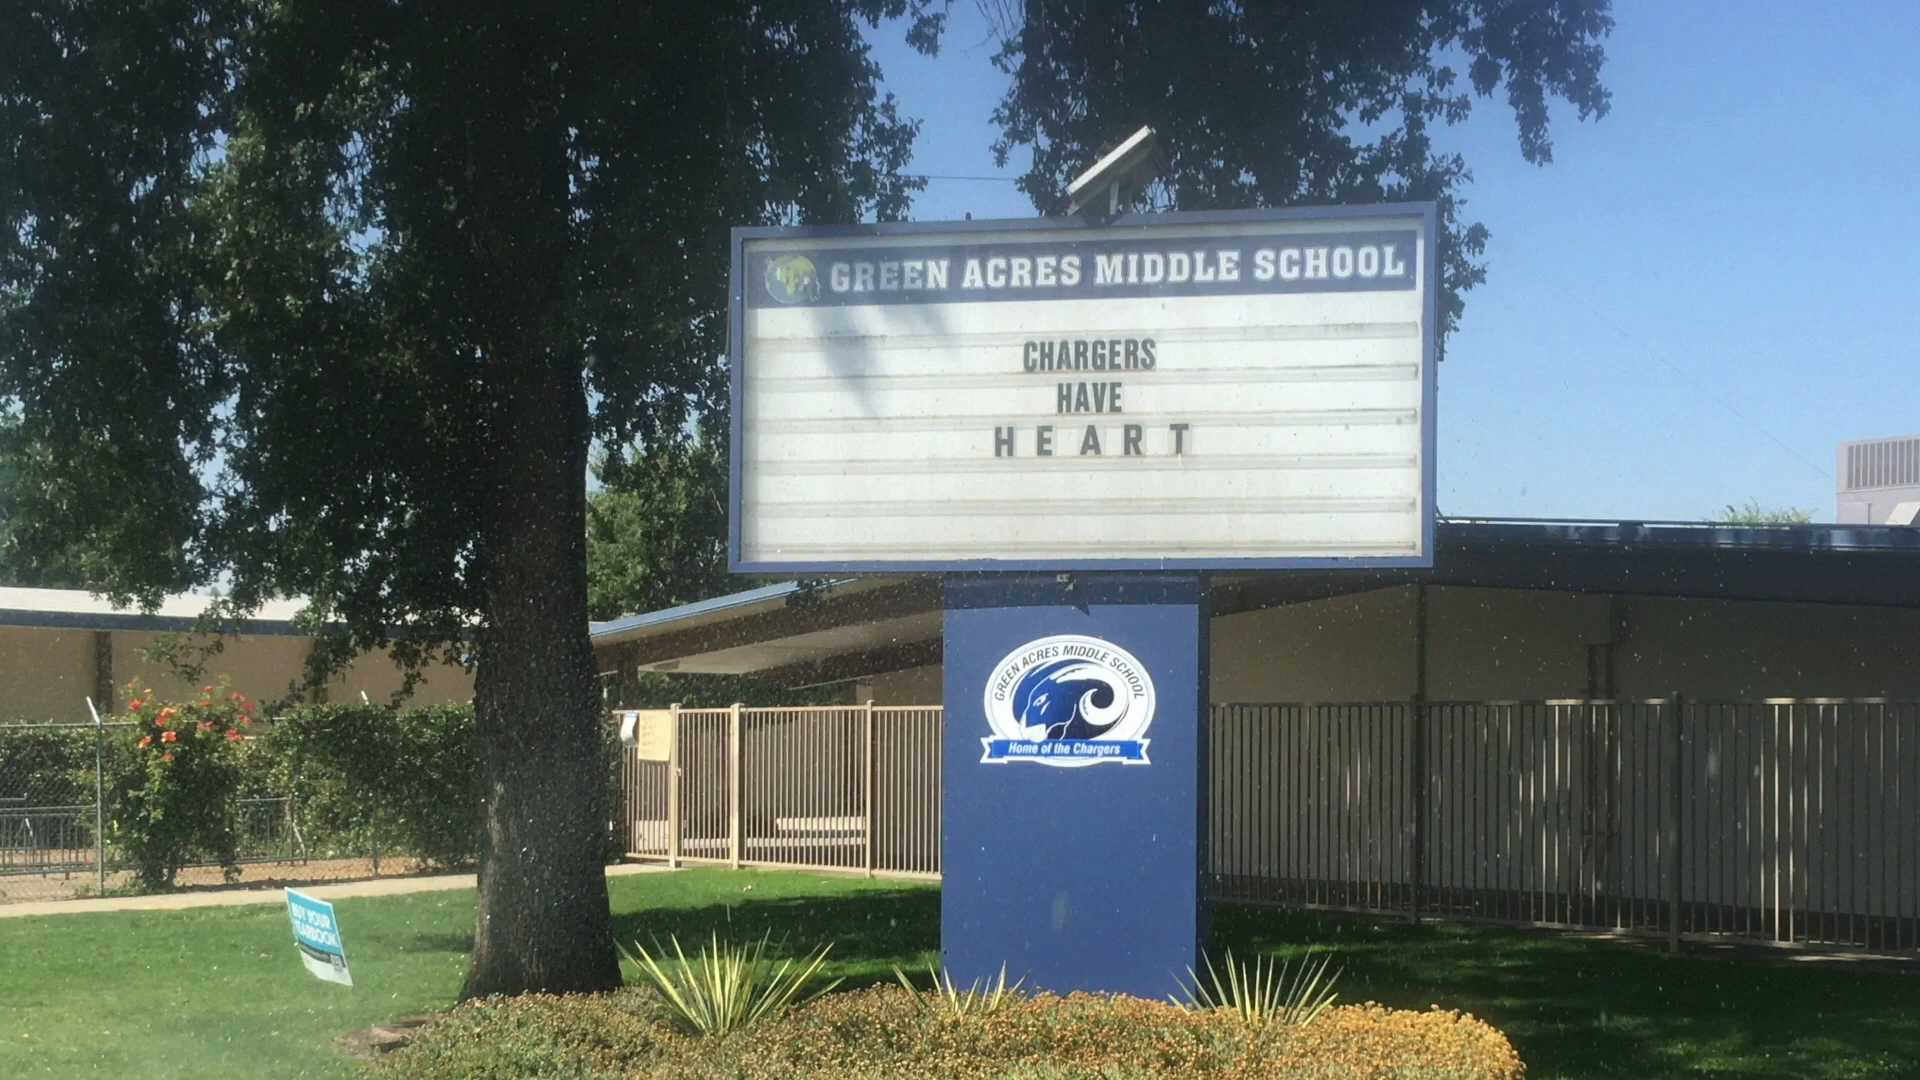 GREEN ACRES MIDDLE SCHOOL
CHARGERS
HAVE
HEART
GREEN ACRES MIDDLE SCHOOL
Home of the Chargers
BUY YOUR
YEARBOOK